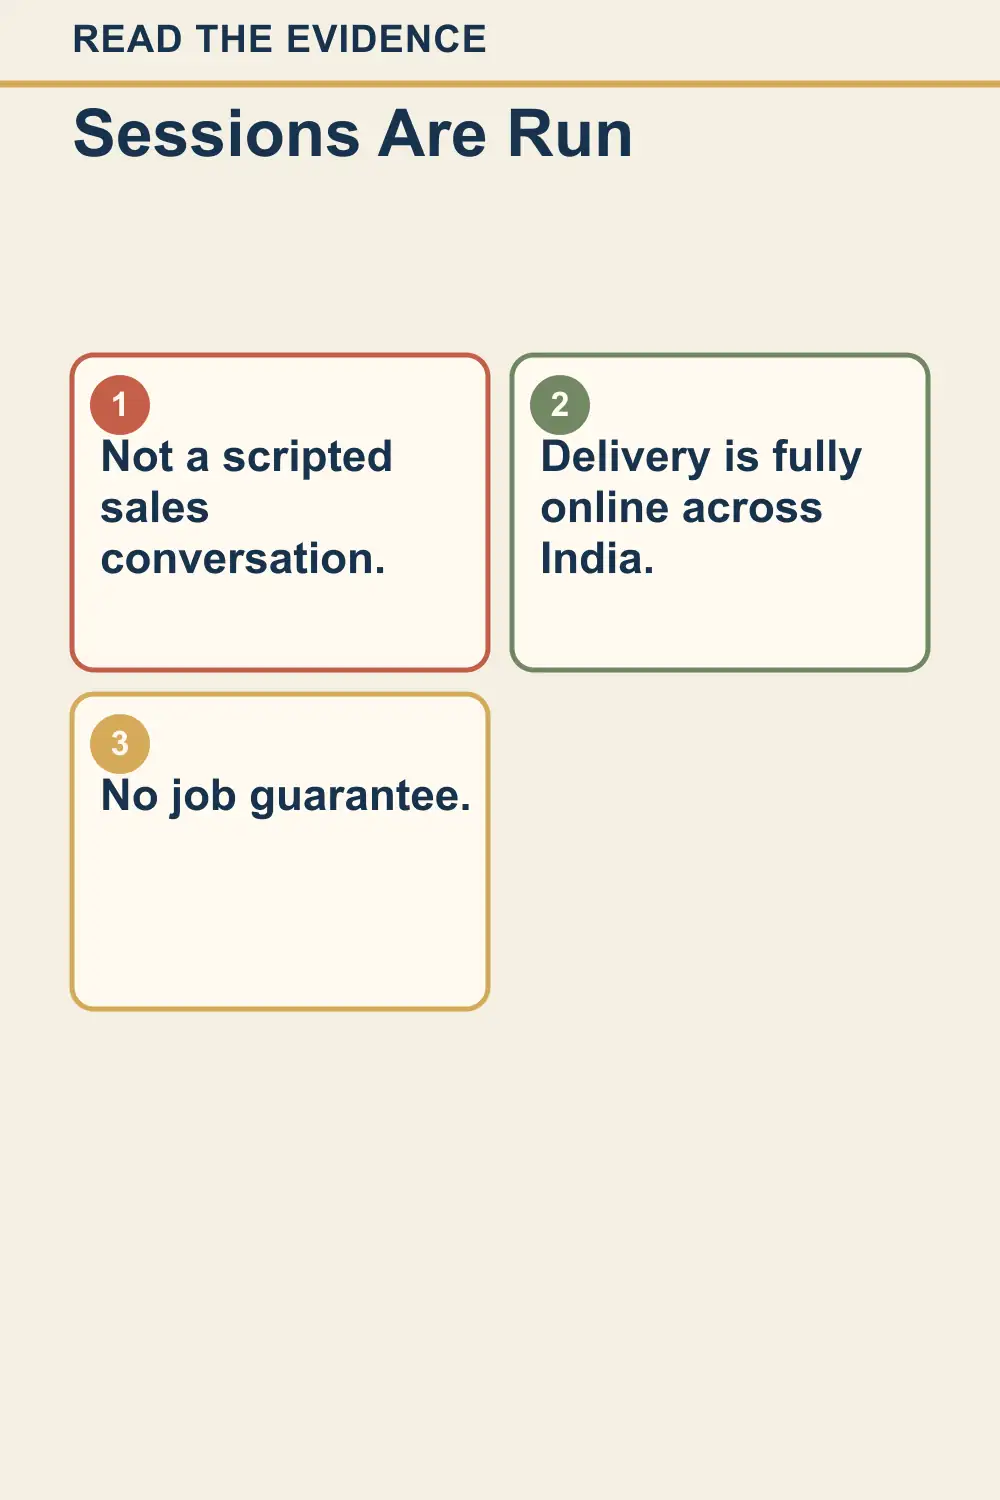 READ THE EVIDENCE
Sessions Are Run
1
Not a scripted
sales
conversation.
2
Delivery is fully
online across
India.
3
No job guarantee.